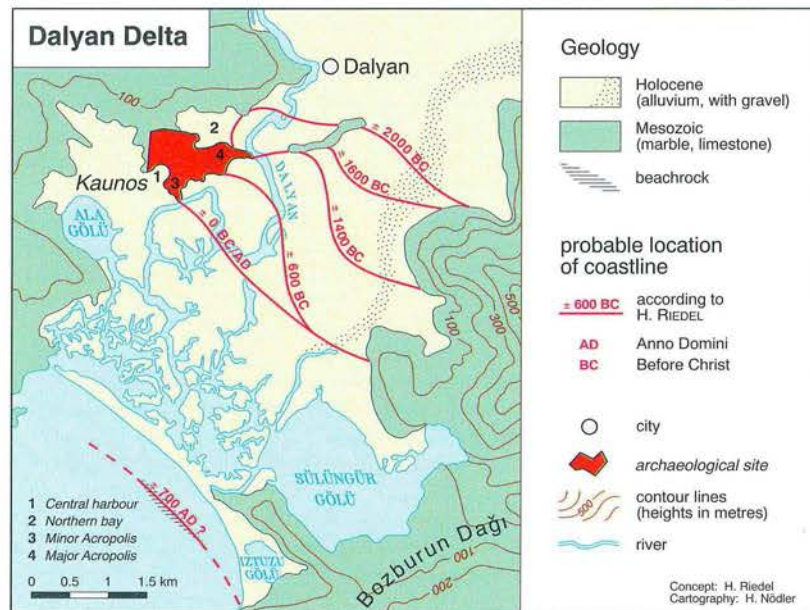 Dalyan Delta
Dalyan
100
2
4
1
3
Kaunos
DALYAN
ALA
GÖLÜ
± 2000 BC
± 1600 BC
± 1400 BC
± 600 BC
± 0 BC/AD
100
300
500
± 700 AD ?
SÜLÜNGÜR
GÖLÜ
IZTUZU
GÖLÜ
Bozburun Dağı
100
200
1 Central harbour
2 Northern bay
3 Minor Acropolis
4 Major Acropolis
0 0.5 1 1.5 km
Geology
Holocene
(alluvium, with gravel)
Mesozoic
(marble, limestone)
beachrock
probable location
of coastline
± 600 BC
according to
H. RIEDEL
AD Anno Domini
BC Before Christ
city
archaeological site
500
contour lines
(heights in metres)
river
Concept: H. Riedel
Cartography: H. Nödler